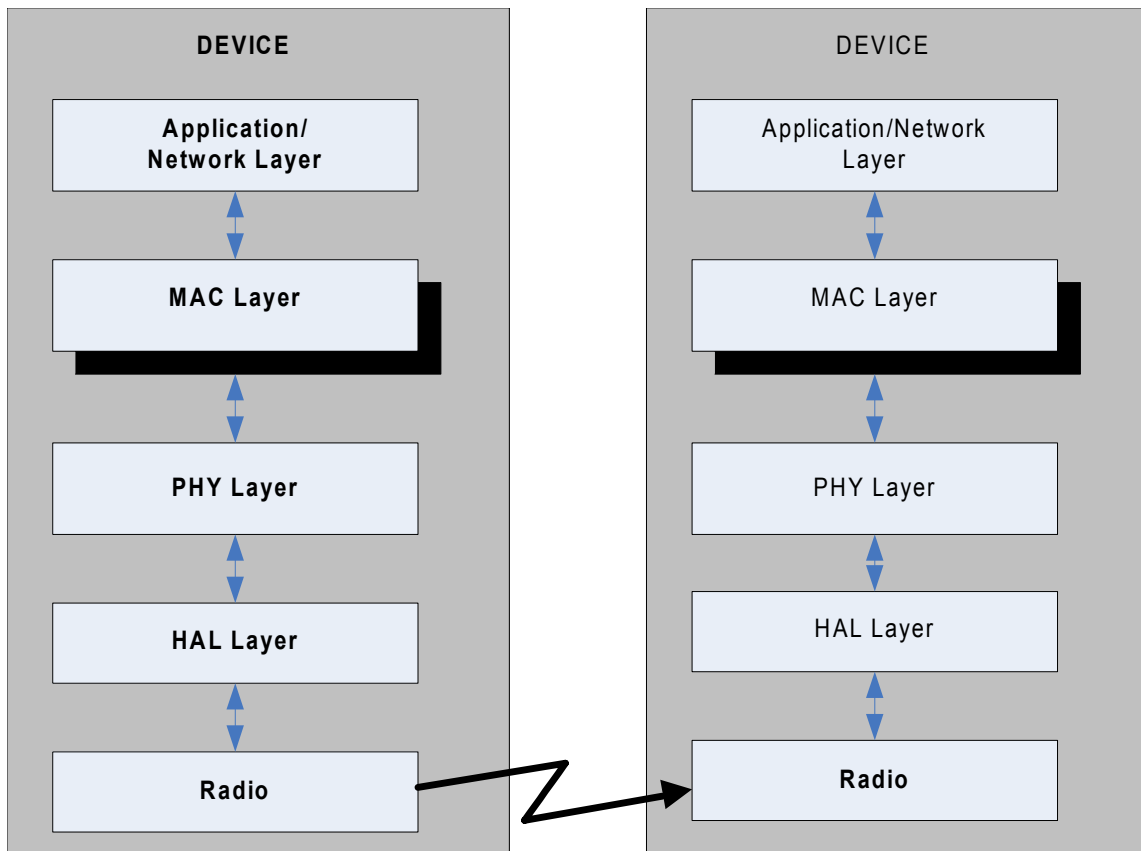 DEVICE
Application/
Network Layer
MAC Layer
PHY Layer
HAL Layer
Radio
DEVICE
Application/Network
Layer
MAC Layer
PHY Layer
HAL Layer
Radio